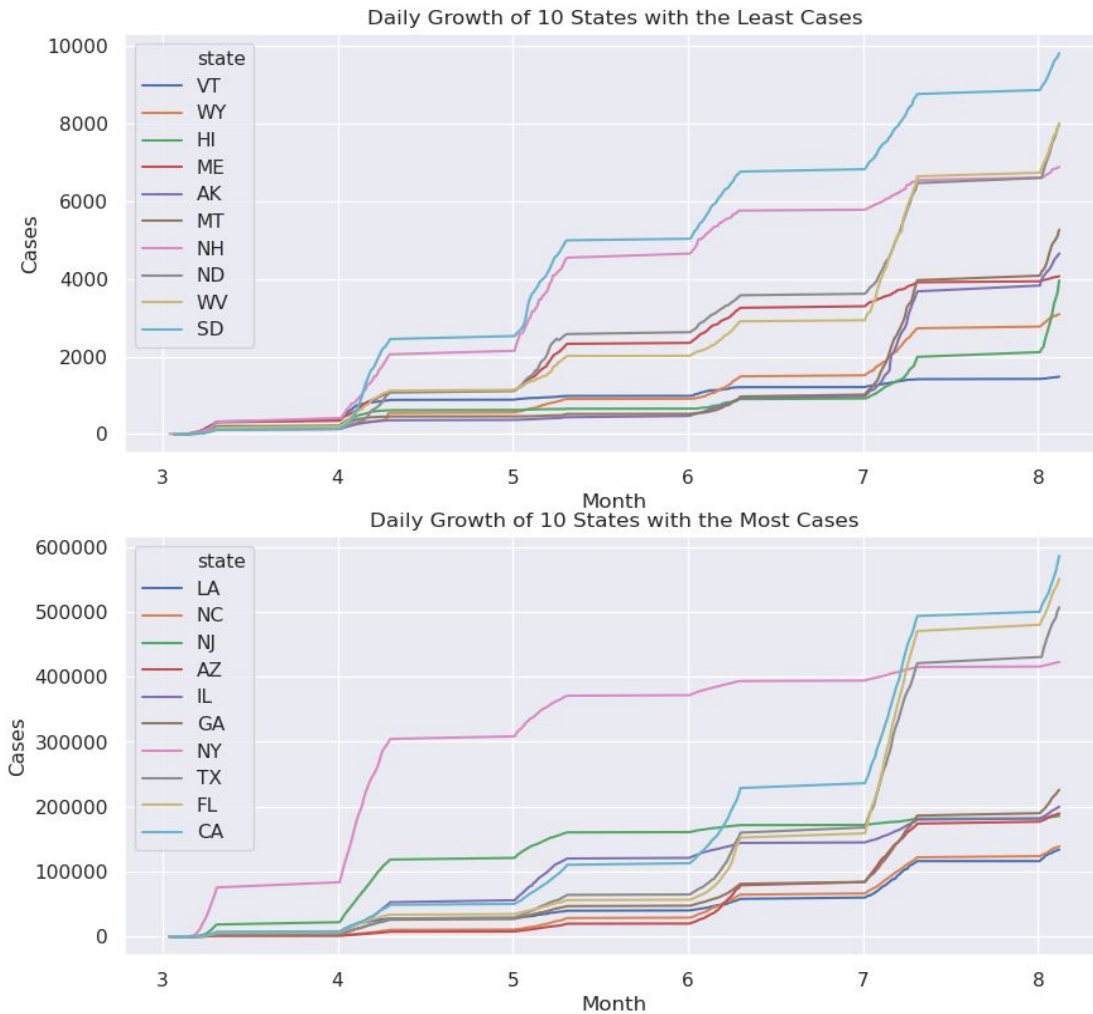 Daily Growth of 10 States with the Least Cases
10000
8000
6000
4000
2000
0
Cases
state
VT
WY
HI
ME
AK
MT
NH
ND
WV
SD
3 4 5 6 7 8
Month
Daily Growth of 10 States with the Most Cases
600000
500000
400000
300000
200000
100000
0
Cases
state
LA
NC
NJ
AZ
IL
GA
NY
TX
FL
CA
3 4 5 6 7 8
Month